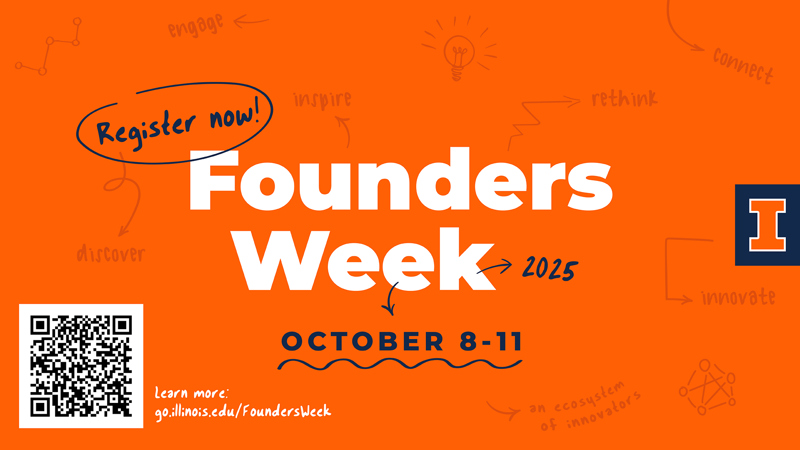 engage
connect
inspire
rethink
Register now!
Founders
Week
2025
discover
I
innovate
OCTOBER 8-11
Learn more:
go.illinois.edu/FoundersWeek
an ecosystem
of innovators